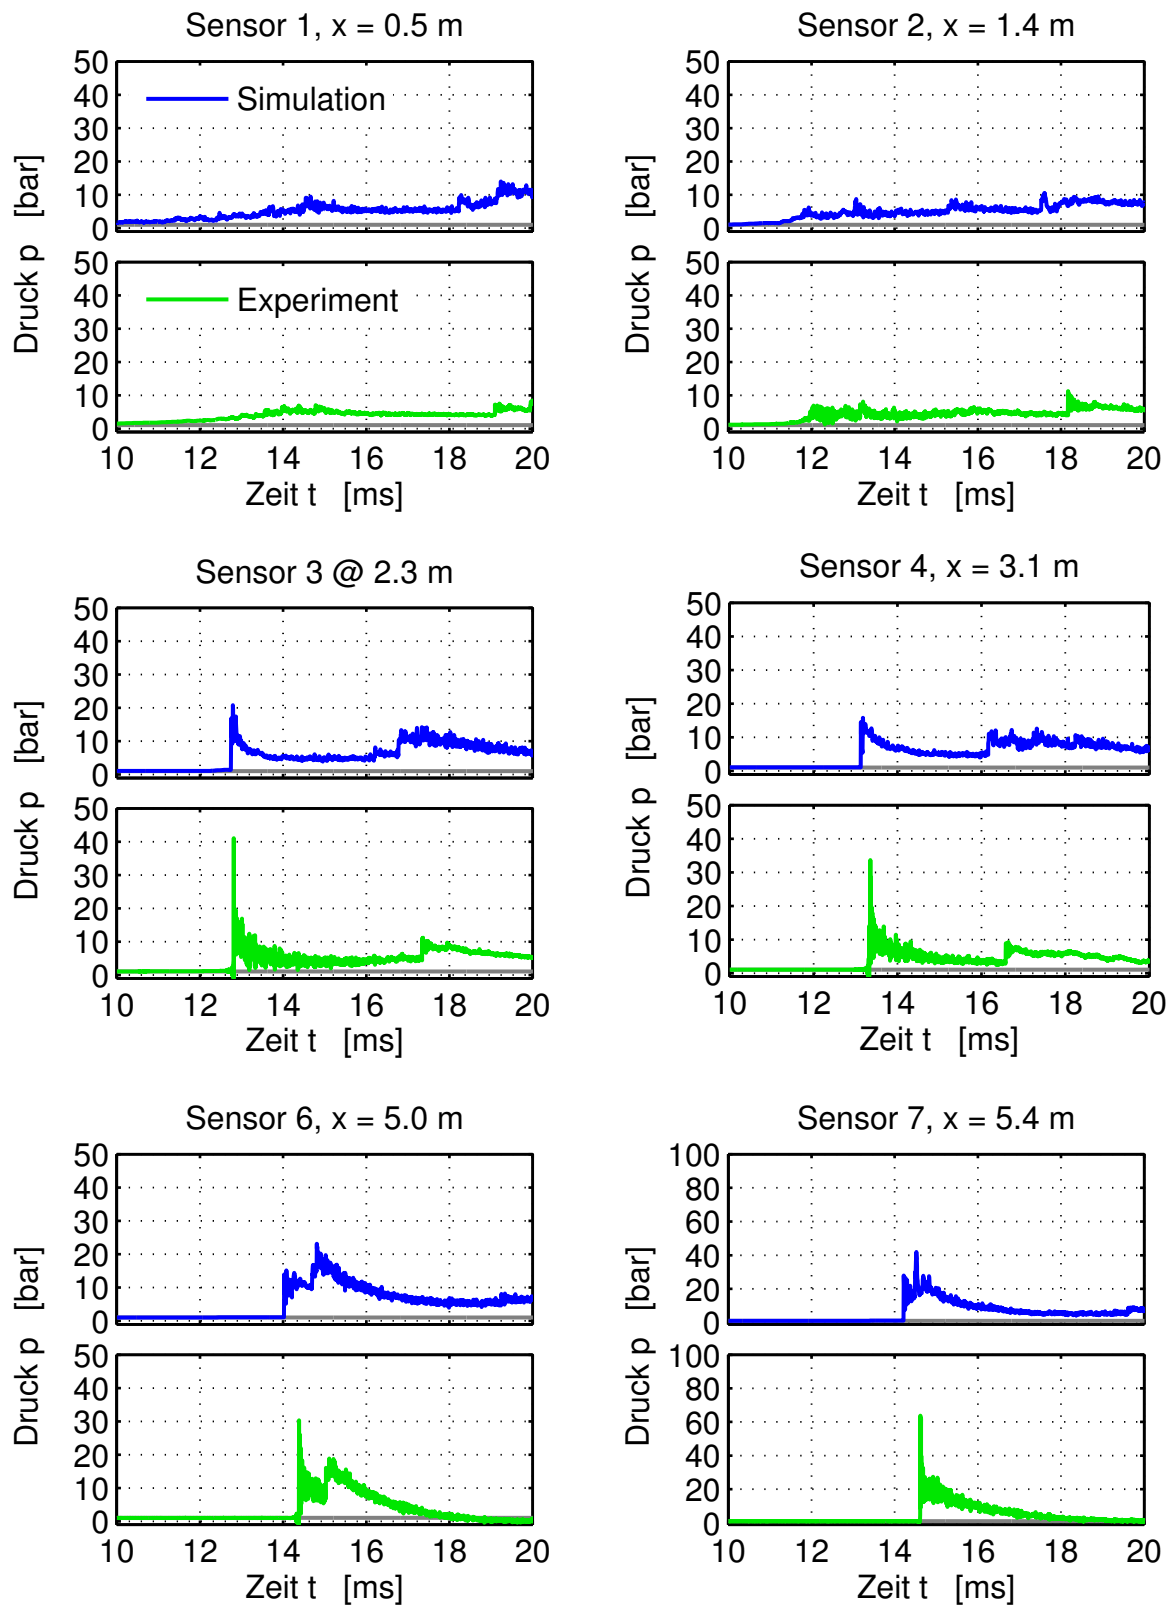 Sensor 1, x = 0.5 m
50
40
30
20
10
0
Simulation
50
40
30
20
10
0
Experiment
10 12 14 16 18 20
Druck p [bar]
Zeit t [ms]
Sensor 2, x = 1.4 m
50
40
30
20
10
0
50
40
30
20
10
0
10 12 14 16 18 20
Druck p [bar]
Zeit t [ms]
Sensor 3 @ 2.3 m
50
40
30
20
10
0
50
40
30
20
10
0
10 12 14 16 18 20
Druck p [bar]
Zeit t [ms]
Sensor 4, x = 3.1 m
50
40
30
20
10
0
50
40
30
20
10
0
10 12 14 16 18 20
Druck p [bar]
Zeit t [ms]
Sensor 6, x = 5.0 m
50
40
30
20
10
0
50
40
30
20
10
0
10 12 14 16 18 20
Druck p [bar]
Zeit t [ms]
Sensor 7, x = 5.4 m
100
80
60
40
20
0
100
80
60
40
20
0
10 12 14 16 18 20
Druck p [bar]
Zeit t [ms]